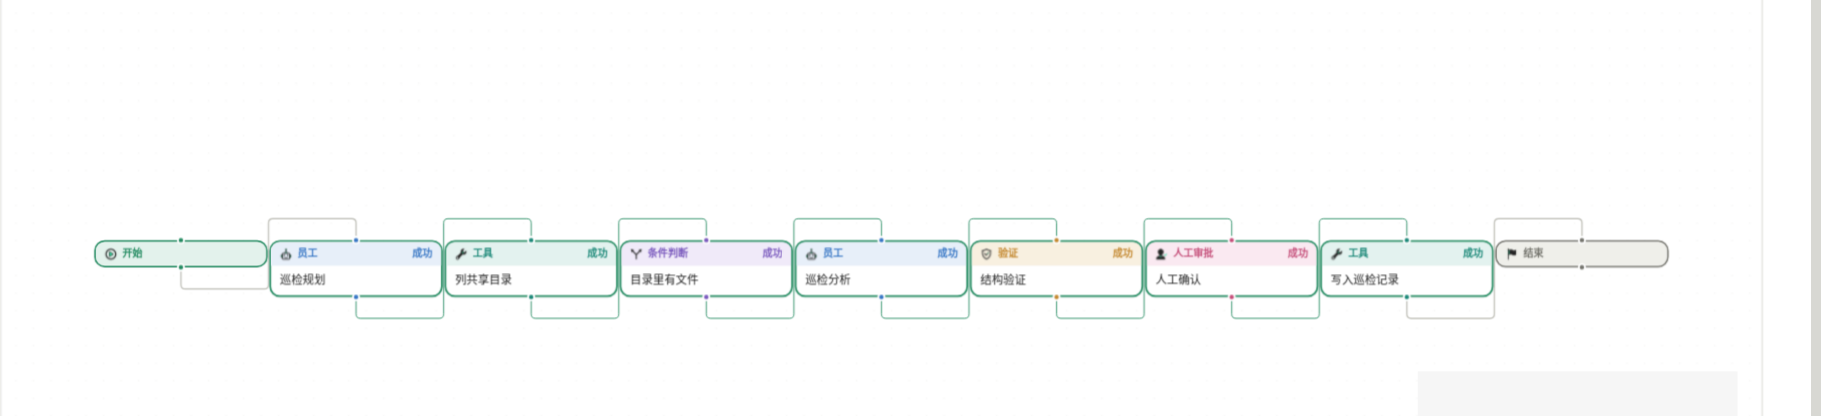 开始
员工 成功
巡检规划
工具 成功
列共享目录
条件判断 成功
目录里有文件
员工 成功
巡检分析
验证 成功
结构验证
人工审批 成功
人工确认
工具 成功
写入巡检记录
结束